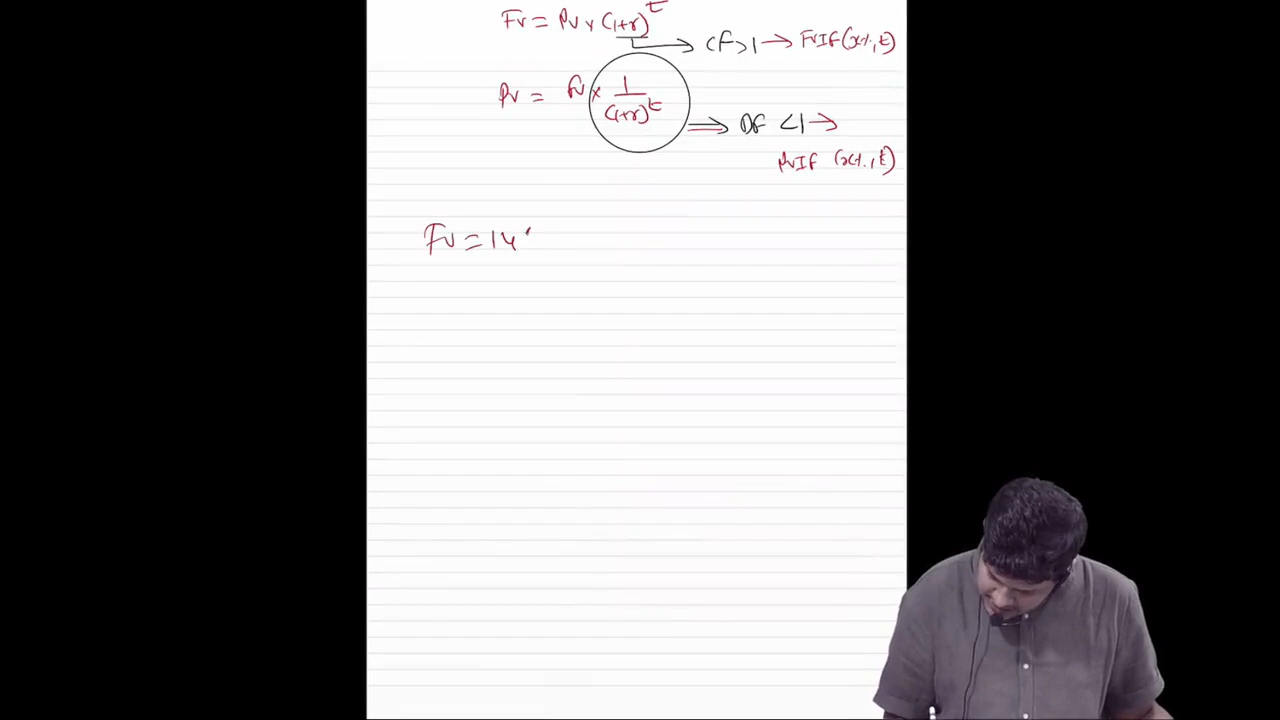 FV = PV × (1+r)^t
CF >1 → FVIF (x%, t)
PV = FV × 1/(1+r)^t
DF <1 →
PVIF (x%, t)
FV = 14